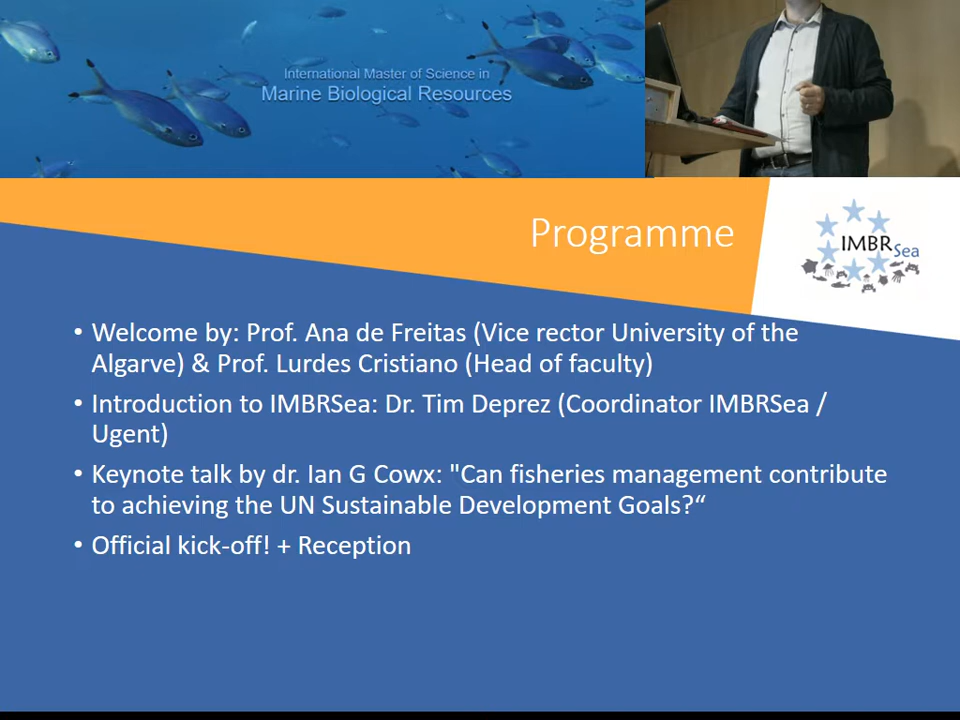 International Master of Science in
Marine Biological Resources
Programme
IMBRSea
• Welcome by: Prof. Ana de Freitas (Vice rector University of the
Algarve) & Prof. Lurdes Cristiano (Head of faculty)
• Introduction to IMBRSea: Dr. Tim Deprez (Coordinator IMBRSea /
Ugent)
• Keynote talk by dr. Ian G Cowx: "Can fisheries management contribute
to achieving the UN Sustainable Development Goals?“
• Official kick-off! + Reception